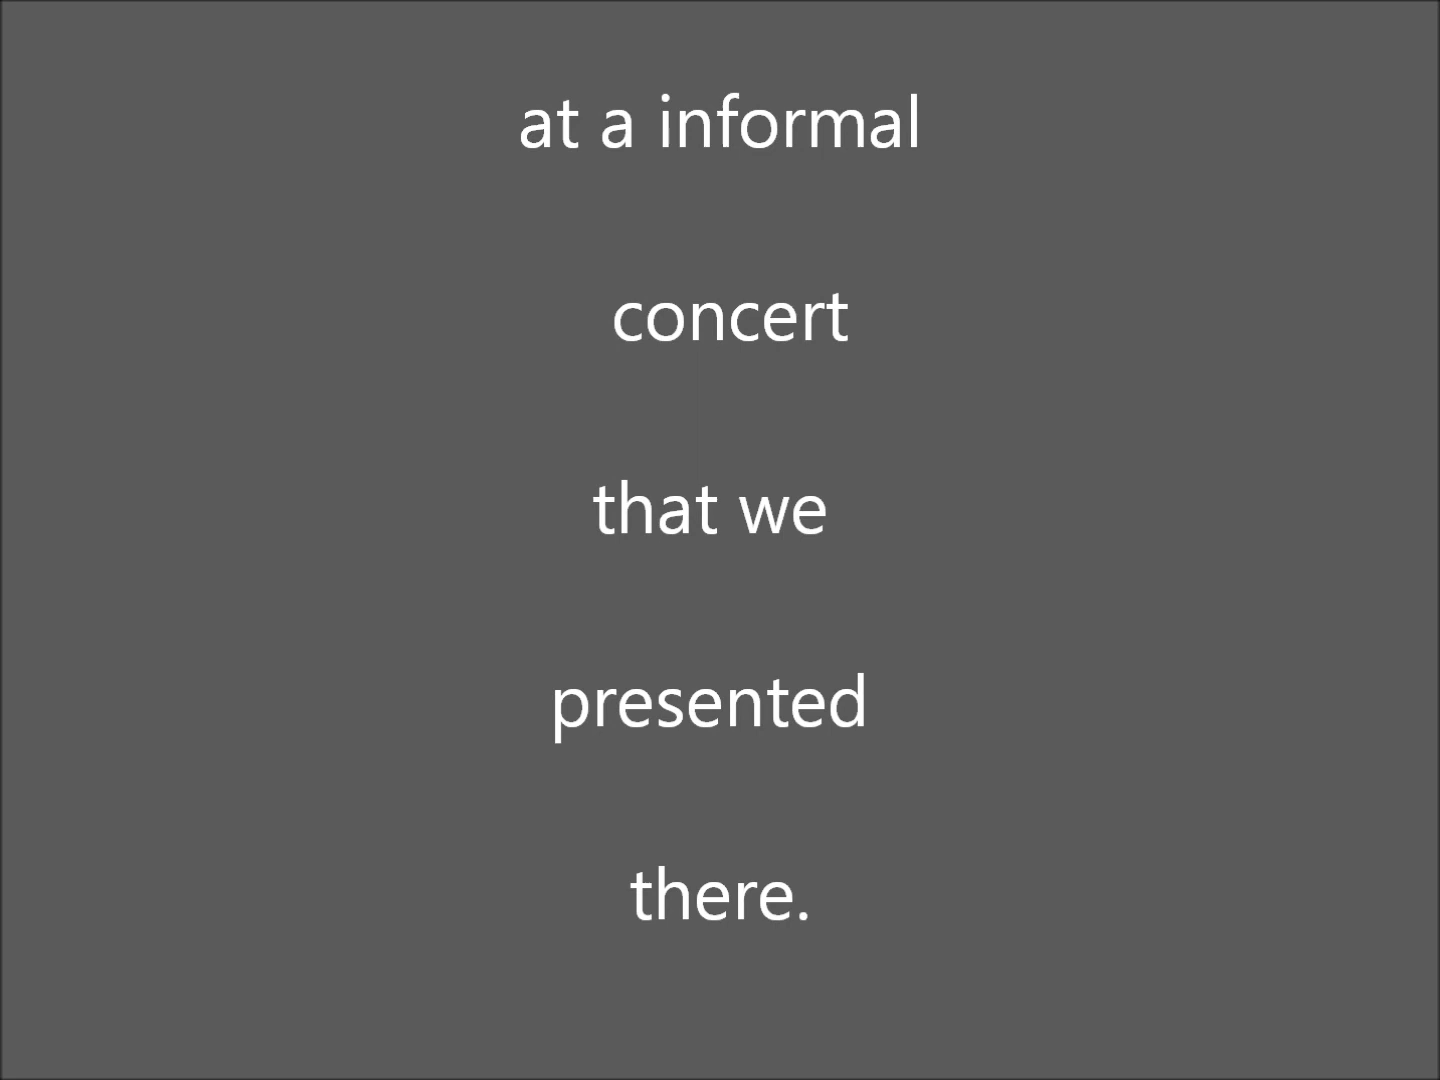 at a informal
concert
that we
presented
there.